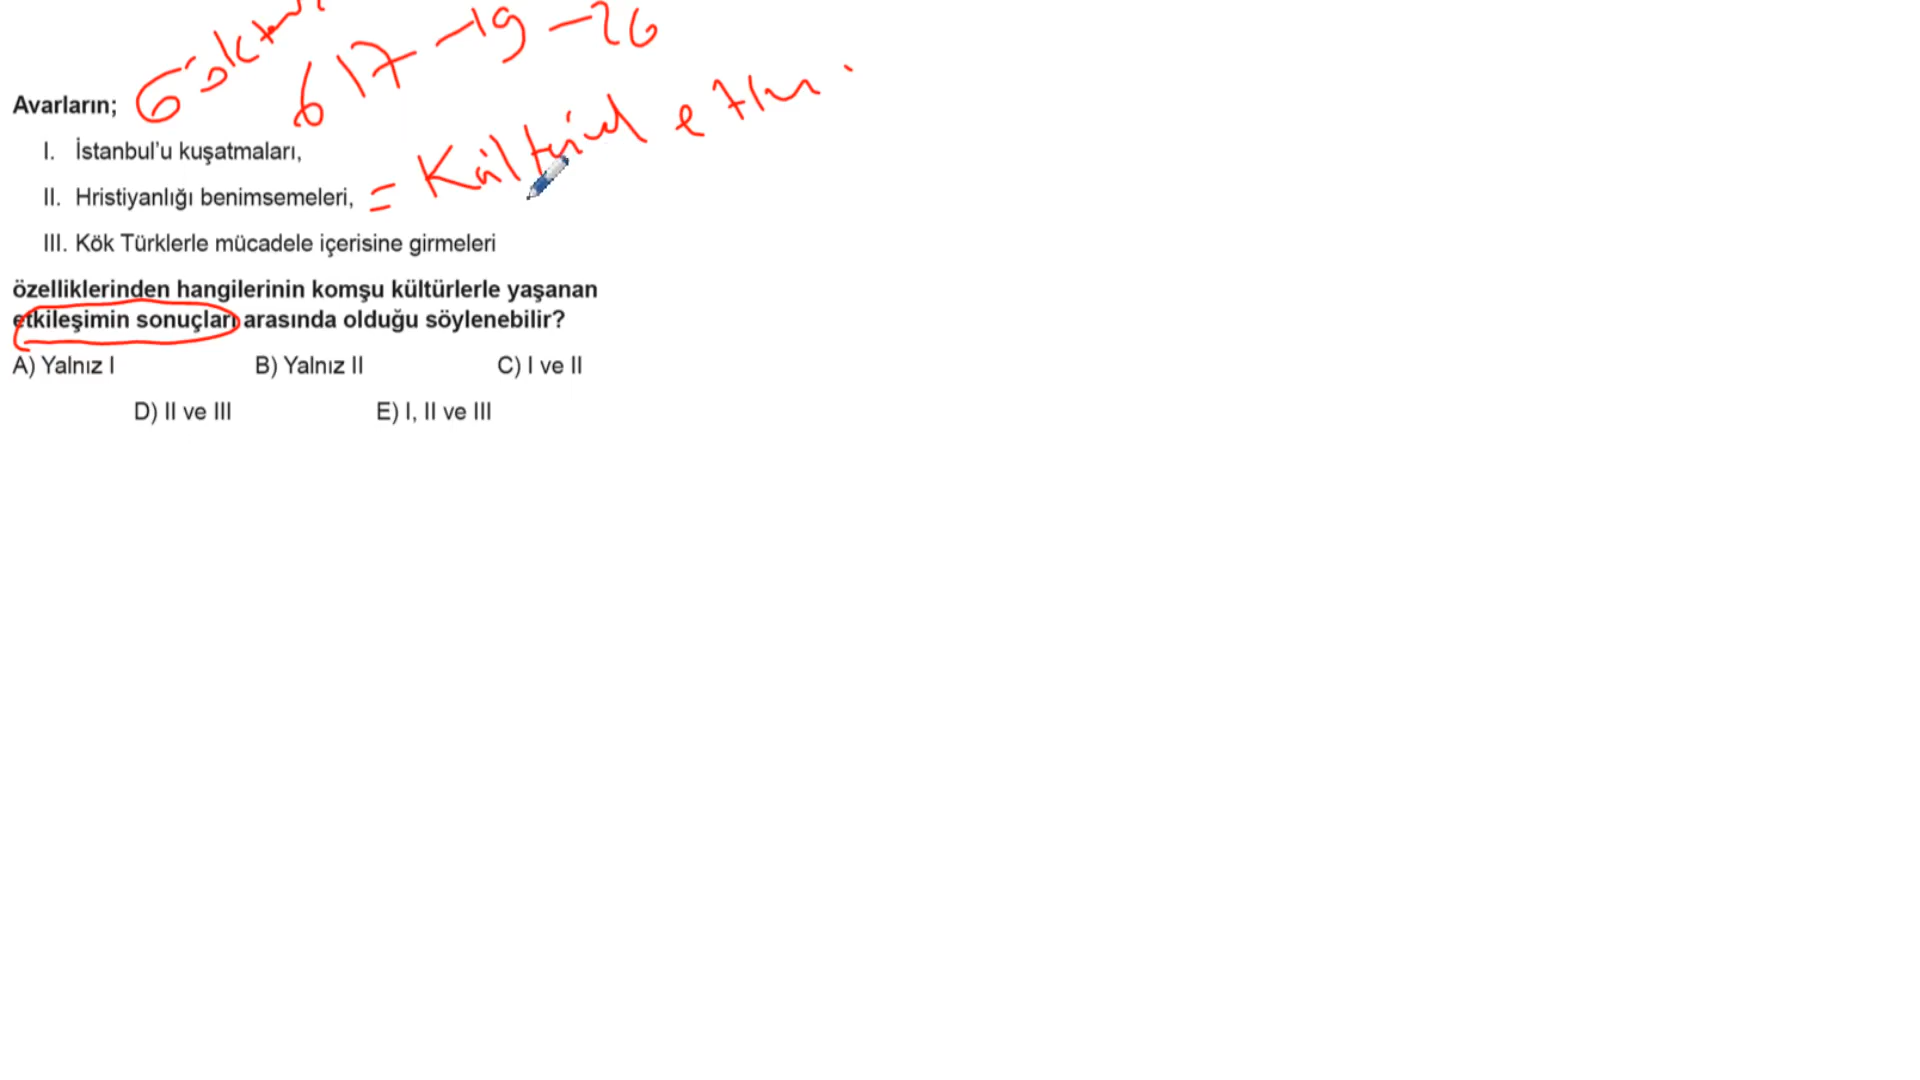 617-19-26
Avarların;
I. İstanbul'u kuşatmaları,
= Kültürel etki
II. Hristiyanlığı benimsemeleri,
III. Kök Türklerle mücadele içerisine girmeleri
özelliklerinden hangilerinin komşu kültürlerle yaşanan
etkileşimin sonuçları arasında olduğu söylenebilir?
A) Yalnız I B) Yalnız II C) I ve II
D) II ve III E) I, II ve III